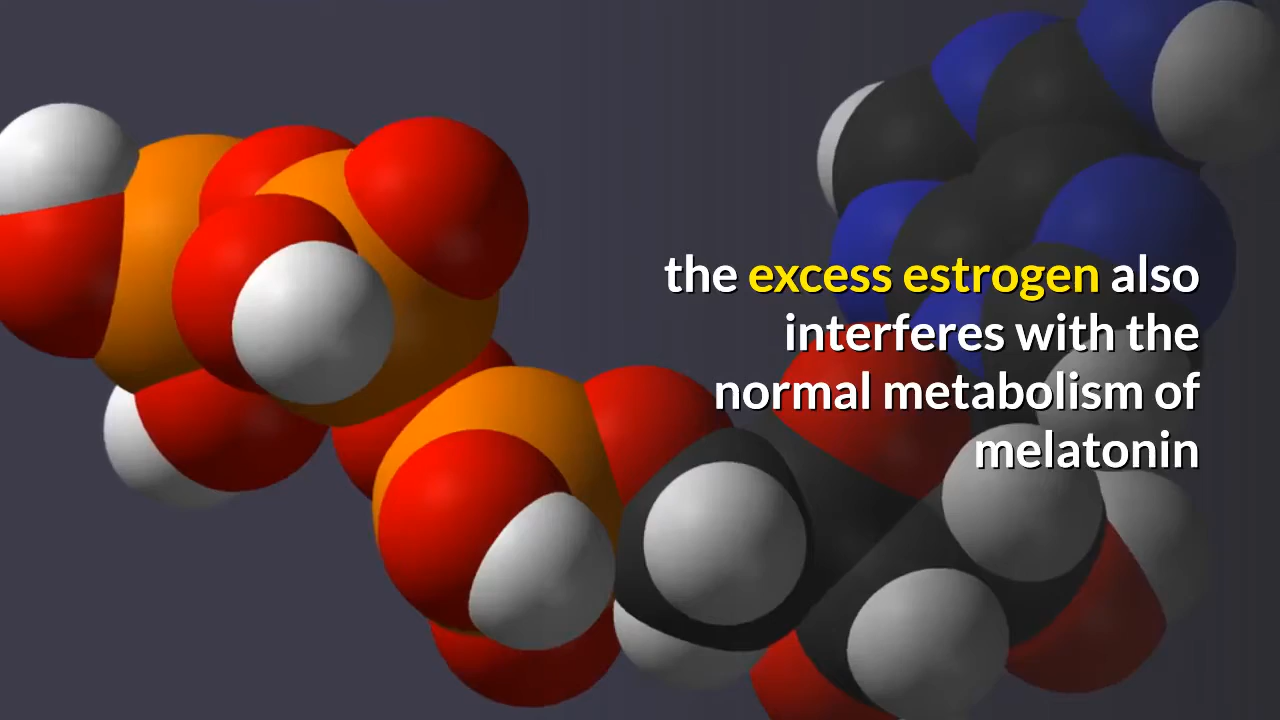 the excess estrogen also
interferes with the
normal metabolism of
melatonin